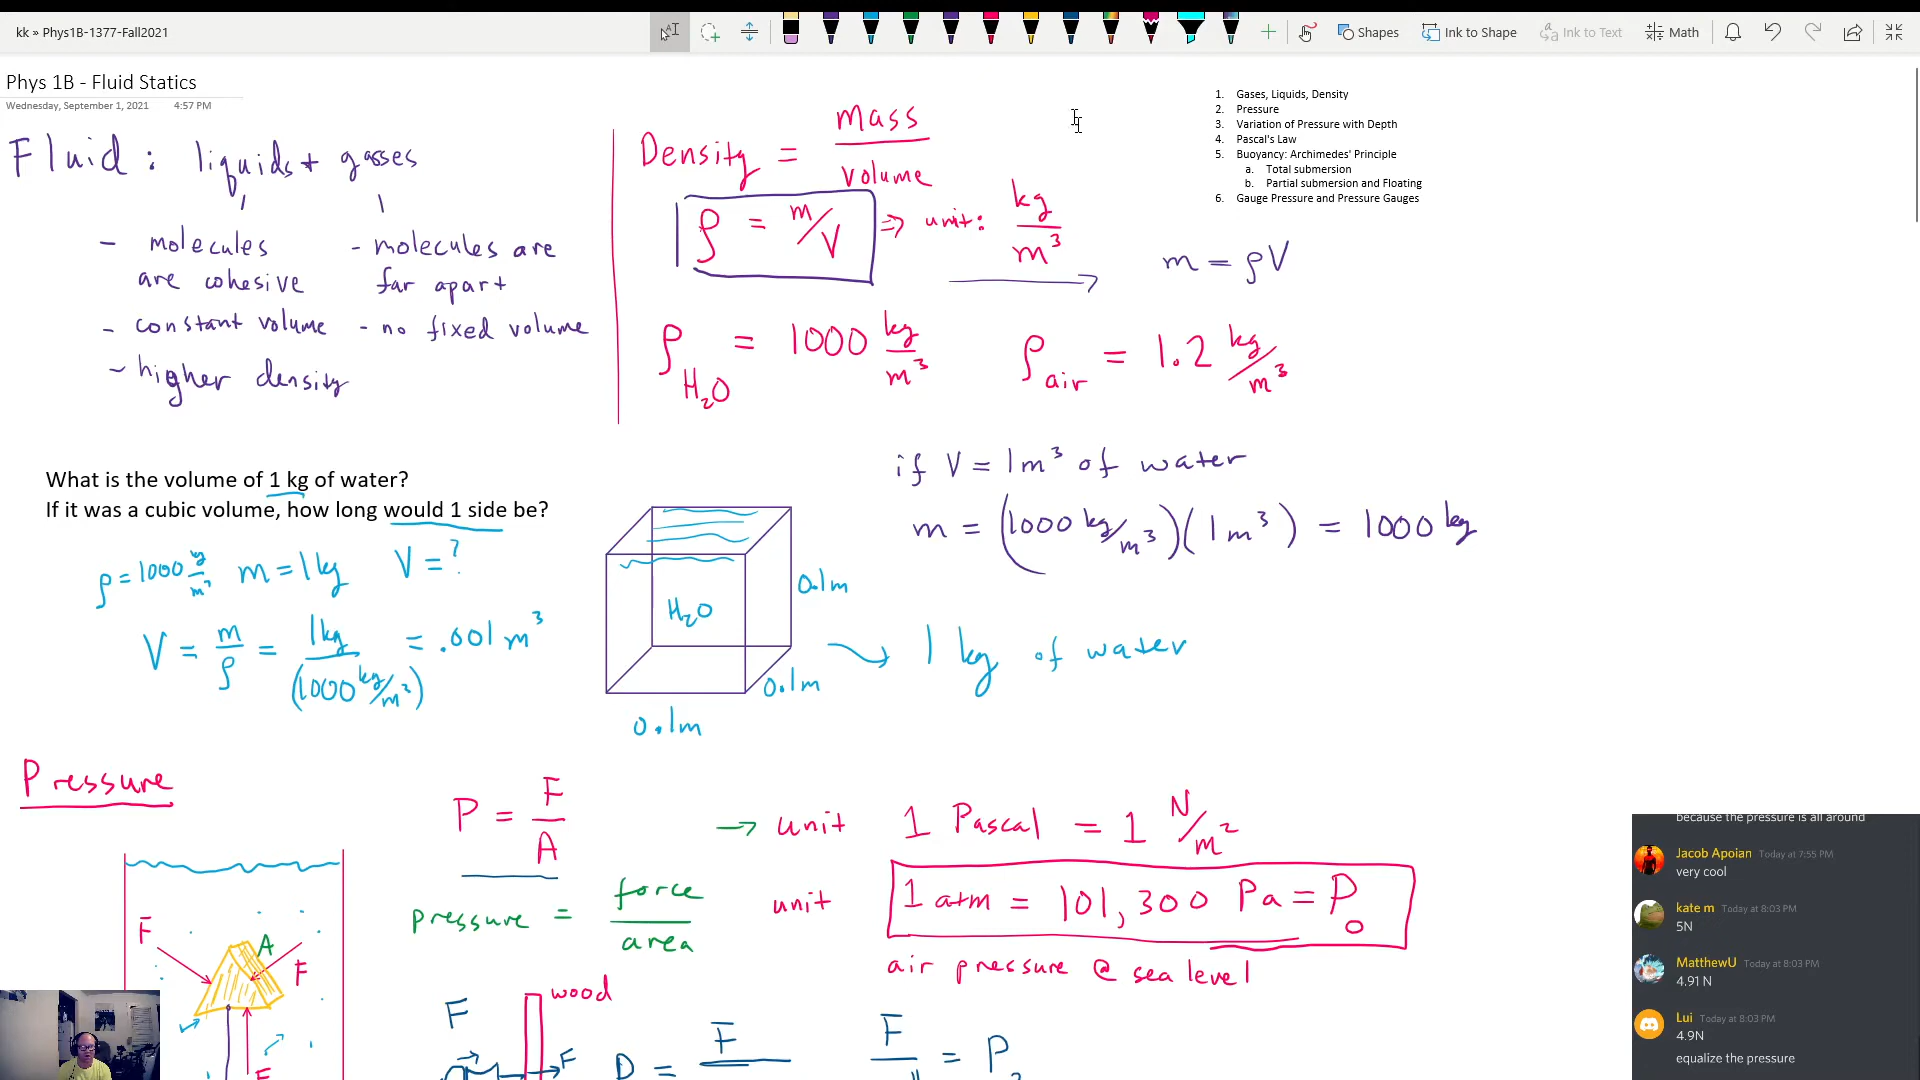 kk » Phys1B-1377-Fall2021
Shapes
Ink to Shape
Ink to Text
Math
Phys 1B - Fluid Statics
Wednesday, September 1, 2021 4:57 PM
1. Gases, Liquids, Density
2. Pressure
3. Variation of Pressure with Depth
4. Pascal's Law
5. Buoyancy: Archimedes' Principle
a. Total submersion
b. Partial submersion and Floating
6. Gauge Pressure and Pressure Gauges
Fluid: liquids + gasses
- molecules are cohesive
- constant volume
- higher density
- molecules are far apart
- no fixed volume
Density = mass / volume
ρ = m/V => unit: kg/m³
m = ρV
ρ H₂O = 1000 kg/m³
ρ air = 1.2 kg/m³
if V = 1m³ of water
m = (1000 kg/m³)(1m³) = 1000 kg
What is the volume of 1 kg of water?
If it was a cubic volume, how long would 1 side be?
ρ = 1000 kg/m³ m = 1kg V = ?
V = m/ρ = 1kg/(1000 kg/m³) = .001 m³
H₂O
0.1m
0.1m
0.1m
1 kg of water
Pressure
P = F/A
→ unit 1 Pascal = 1 N/m²
pressure = force/area
unit 1 atm = 101,300 Pa = P₀
air pressure @ sea level
F
A
F
F
wood
F
F
F
F = P
because the pressure is all around
Jacob Apoian Today at 7:55 PM
very cool
kate m Today at 8:03 PM
5N
MatthewU Today at 8:03 PM
4.91 N
Lui Today at 8:03 PM
4.9N
equalize the pressure